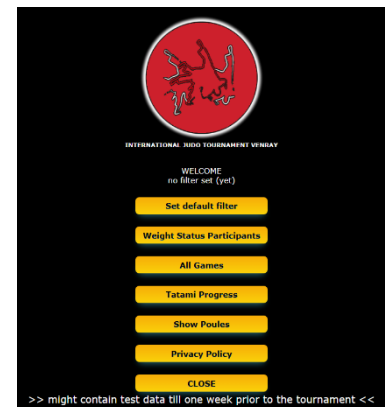 INTERNATIONAL JUDO TOURNAMENT VENRAY
WELCOME
no filter set (yet)
Set default filter
Weight Status Participants
All Games
Tatami Progress
Show Poules
Privacy Policy
CLOSE
>> might contain test data till one week prior to the tournament <<